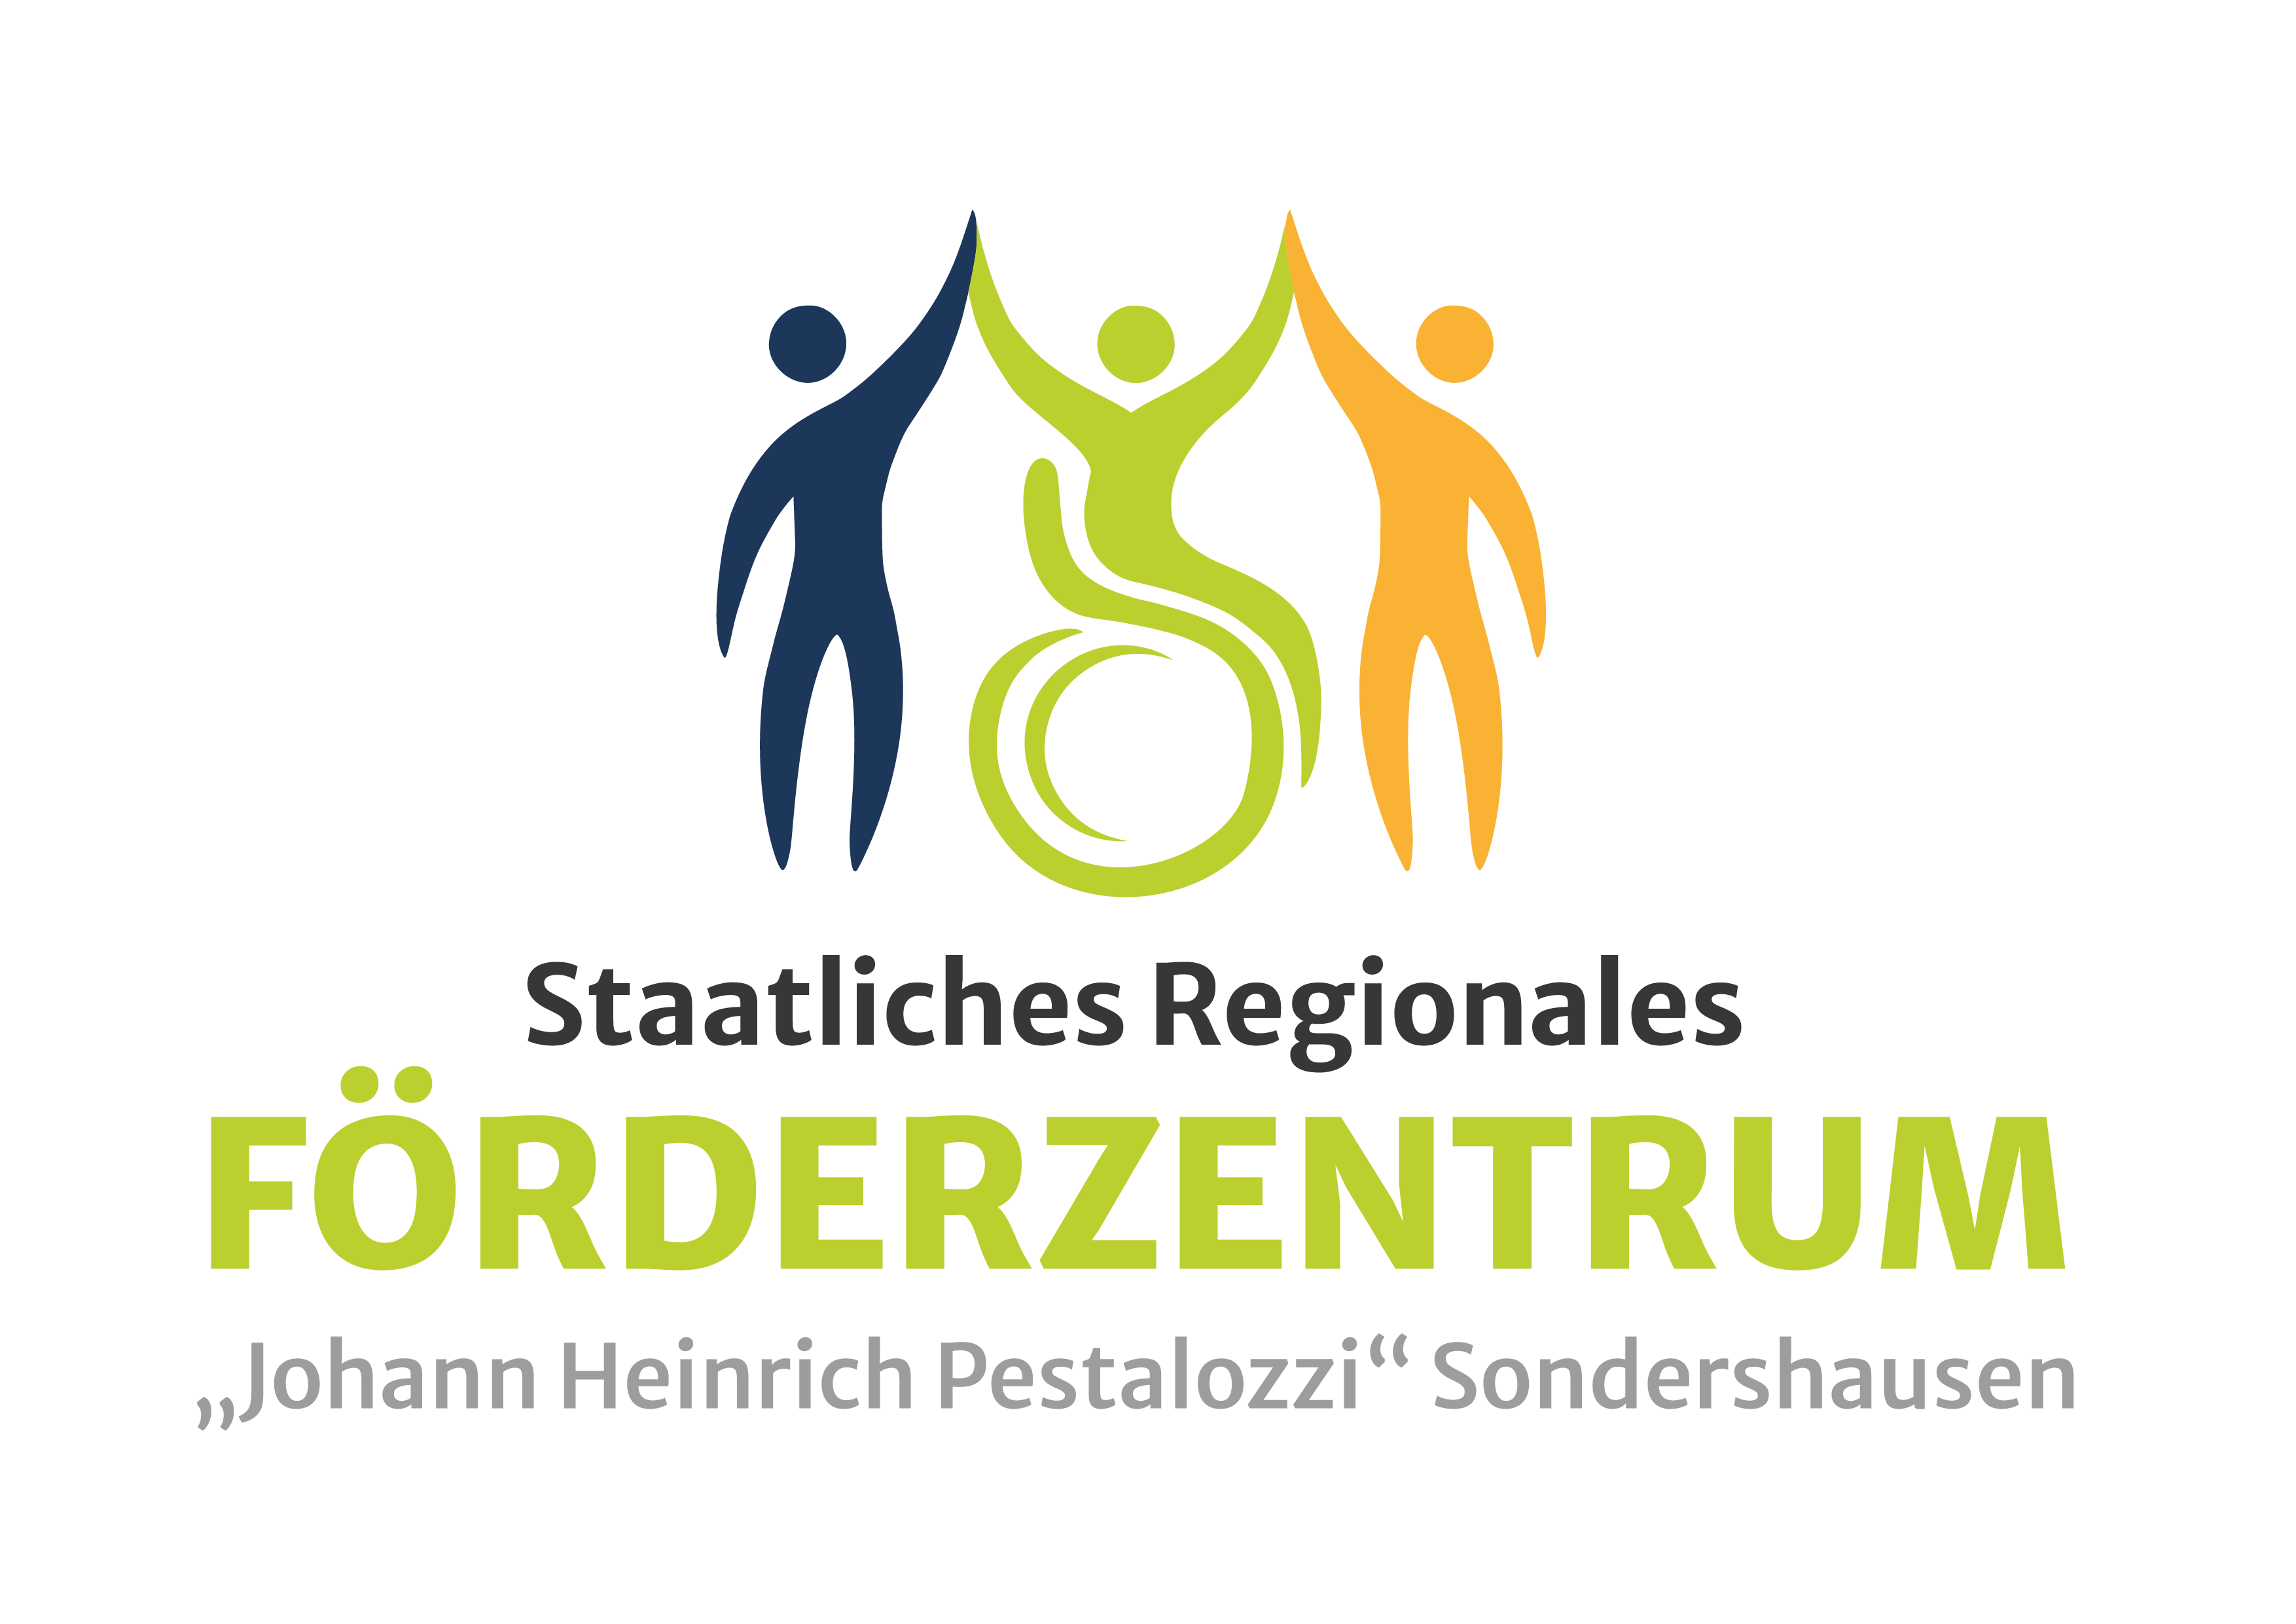 Staatliches Regionales
FÖRDERZENTRUM
„Johann Heinrich Pestalozzi“ Sondershausen